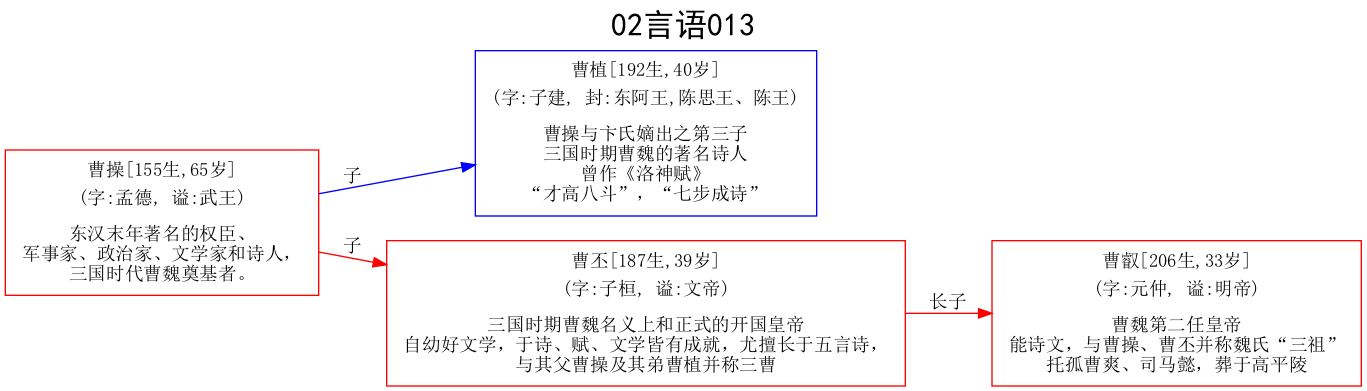 02言语013
曹植[192生,40岁]
(字:子建, 封:东阿王,陈思王、陈王)
曹操与卞氏嫡出之第三子
三国时期曹魏的著名诗人
曾作《洛神赋》
“才高八斗”，“七步成诗”
曹操[155生,65岁]
(字:孟德, 谥:武王)
东汉末年著名的权臣、
军事家、政治家、文学家和诗人，
三国时代曹魏奠基者。
子
子
曹丕[187生,39岁]
(字:子桓, 谥:文帝)
三国时期曹魏名义上和正式的开国皇帝
自幼好文学，于诗、赋、文学皆有成就，尤擅长于五言诗，
与其父曹操及其弟曹植并称三曹
长子
曹叡[206生,33岁]
(字:元仲, 谥:明帝)
曹魏第二任皇帝
能诗文，与曹操、曹丕并称魏氏“三祖”
托孤曹爽、司马懿，葬于高平陵